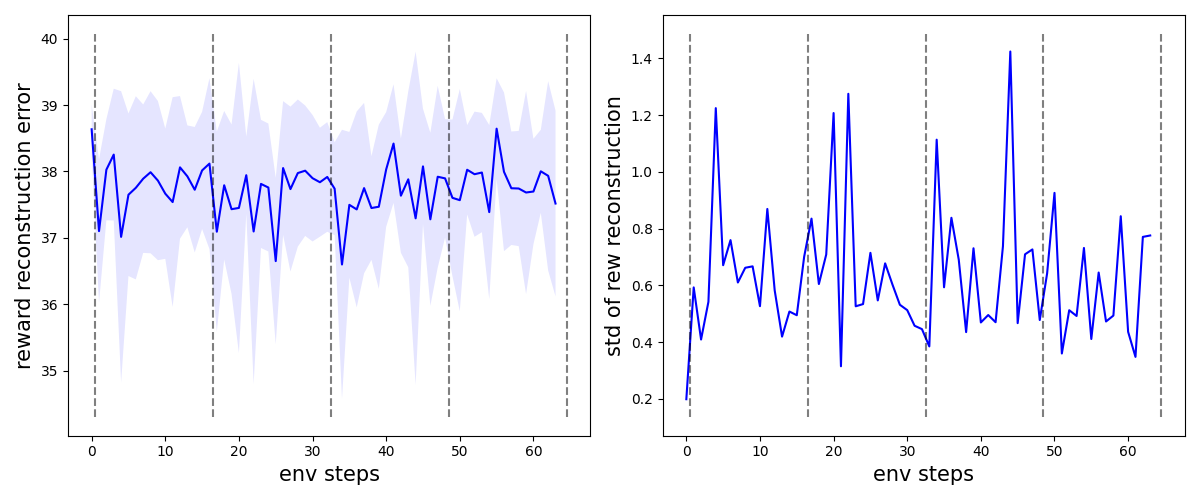 reward reconstruction error
40
39
38
37
36
35
0 10 20 30 40 50 60
env steps
std of rew reconstruction
1.4
1.2
1.0
0.8
0.6
0.4
0.2
0 10 20 30 40 50 60
env steps